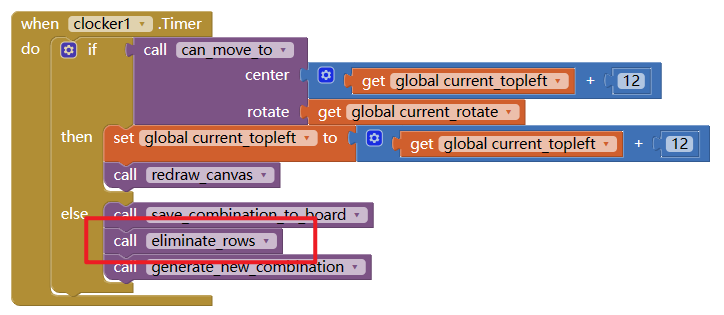 when clocker1 .Timer
do if call can_move_to
center get global current_topleft + 12
rotate get global current_rotate
then set global current_topleft to get global current_topleft + 12
call redraw_canvas
else call save_combination_to_board
call eliminate_rows
call generate_new_combination